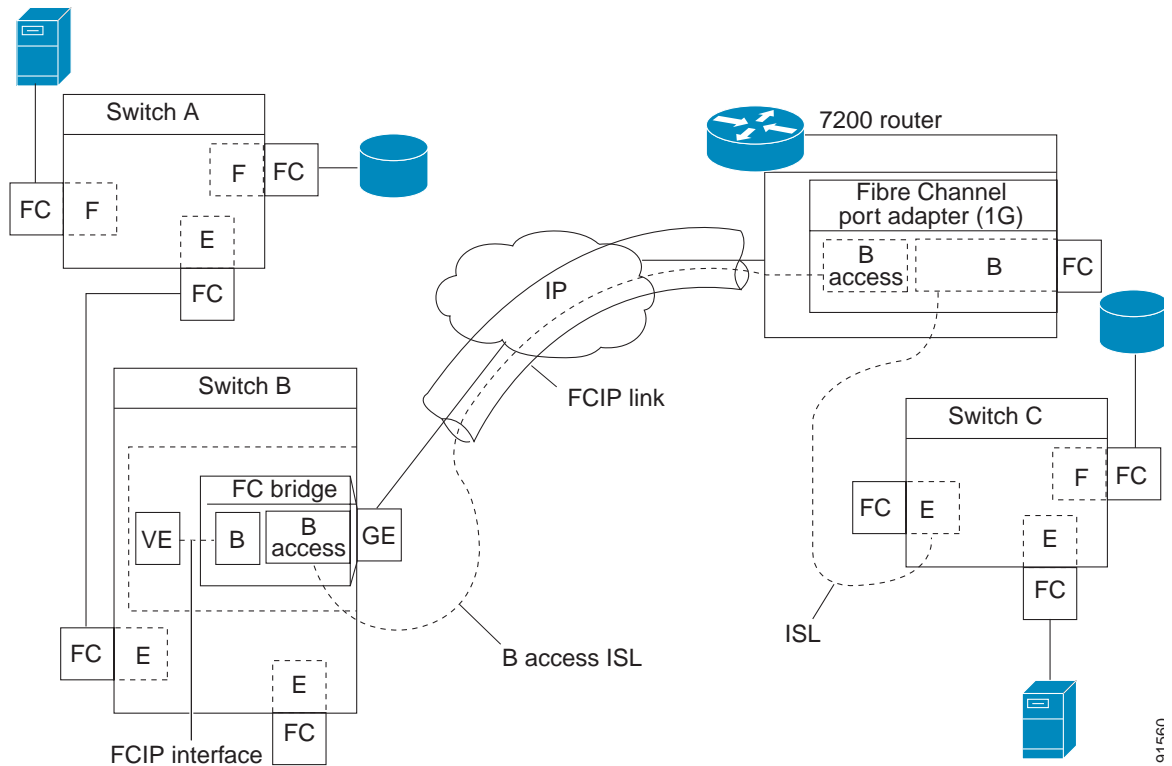 Switch A
7200 router
F
FC
FC
F
E
FC
Fibre Channel
port adapter (1G)
B
access
B
FC
IP
FCIP link
Switch B
FC bridge
VE
B
B
access
GE
Switch C
F
FC
FC
E
E
FC
ISL
B access ISL
FC
E
E
FC
FCIP interface
91560